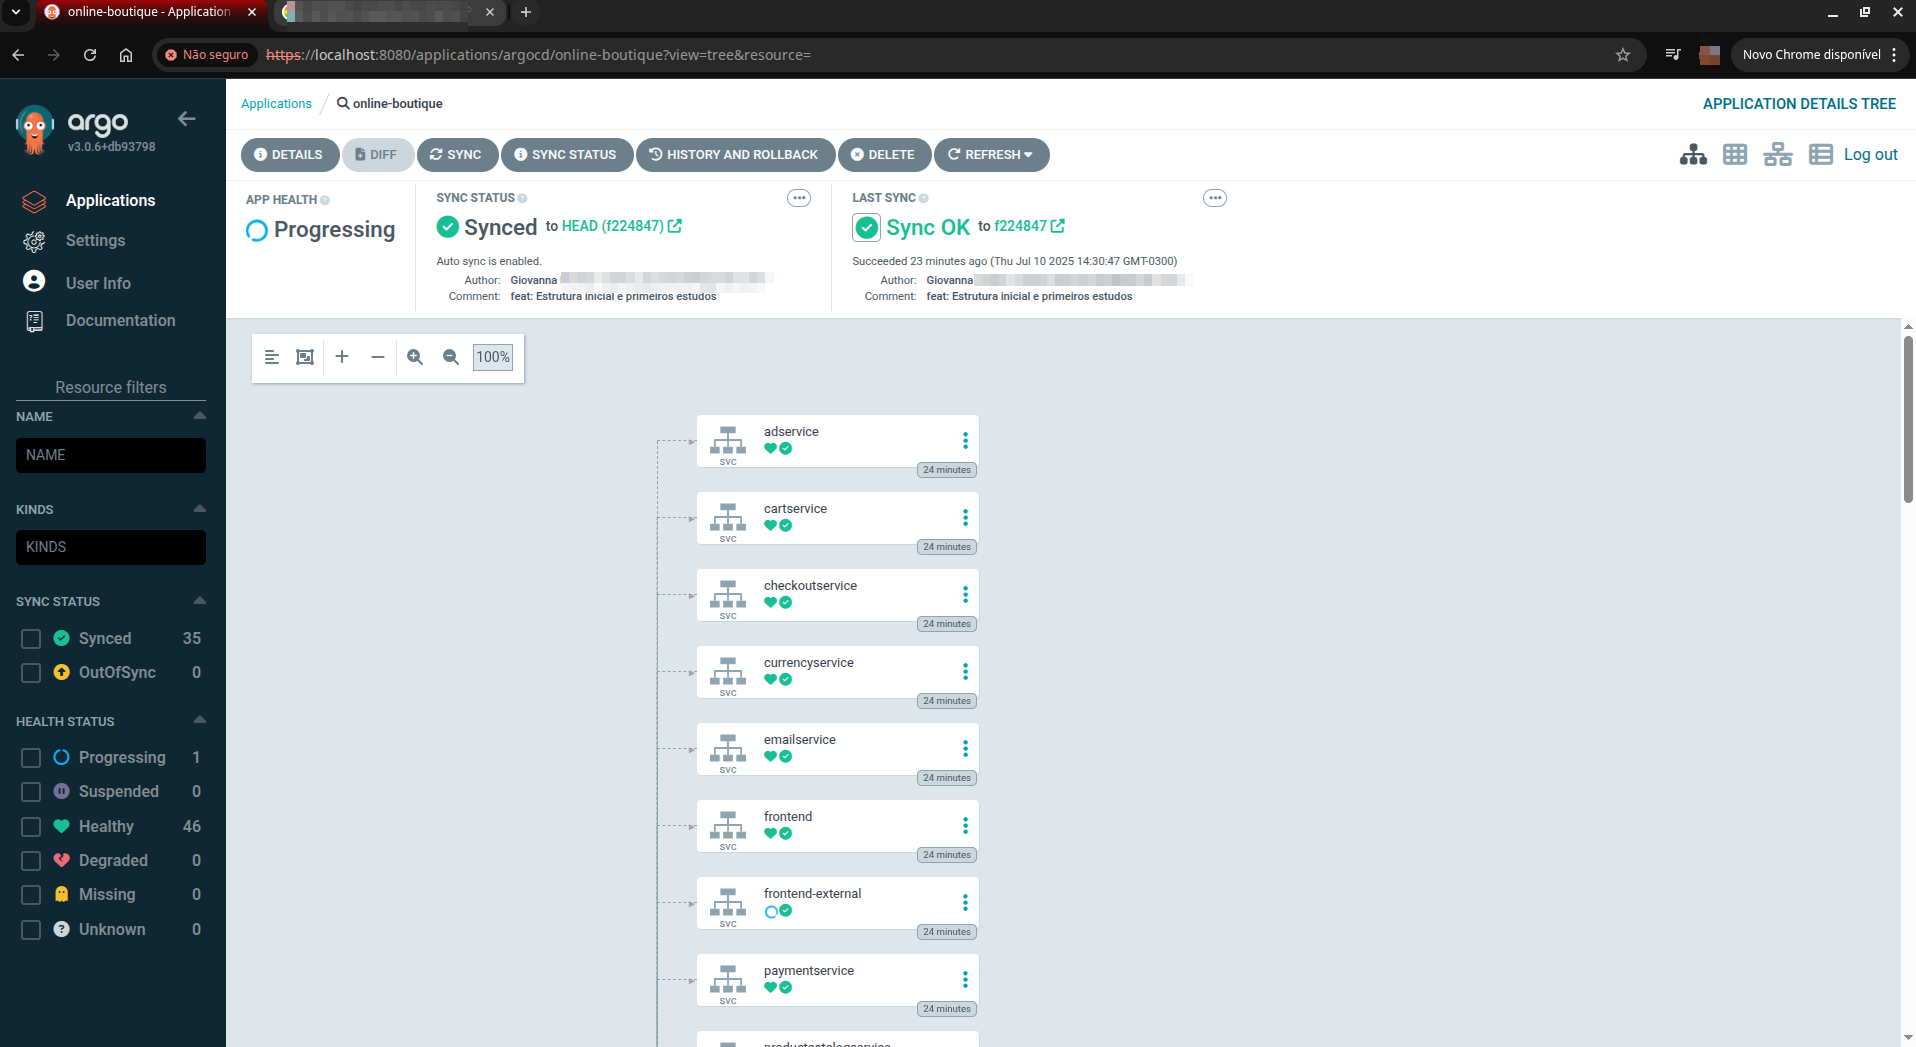 online-boutique - Application
Não seguro
https://localhost:8080/applications/argocd/online-boutique?view=tree&resource=
Novo Chrome disponível
argo
v3.0.6+db93798
Applications
Settings
User Info
Documentation
Resource filters
NAME
NAME
KINDS
KINDS
SYNC STATUS
Synced 35
OutOfSync 0
HEALTH STATUS
Progressing 1
Suspended 0
Healthy 46
Degraded 0
Missing 0
Unknown 0
Applications / online-boutique
APPLICATION DETAILS TREE
DETAILS
DIFF
SYNC
SYNC STATUS
HISTORY AND ROLLBACK
DELETE
REFRESH
Log out
APP HEALTH
Progressing
SYNC STATUS
Synced to HEAD (f224847)
Auto sync is enabled.
Author: Giovanna
Comment: feat: Estrutura inicial e primeiros estudos
LAST SYNC
Sync OK to f224847
Succeeded 23 minutes ago (Thu Jul 10 2025 14:30:47 GMT-0300)
Author: Giovanna
Comment: feat: Estrutura inicial e primeiros estudos
100%
adservice
svc
24 minutes
cartservice
svc
24 minutes
checkoutservice
svc
24 minutes
currencyservice
svc
24 minutes
emailservice
svc
24 minutes
frontend
svc
24 minutes
frontend-external
svc
24 minutes
paymentservice
svc
24 minutes
productcatalogservice